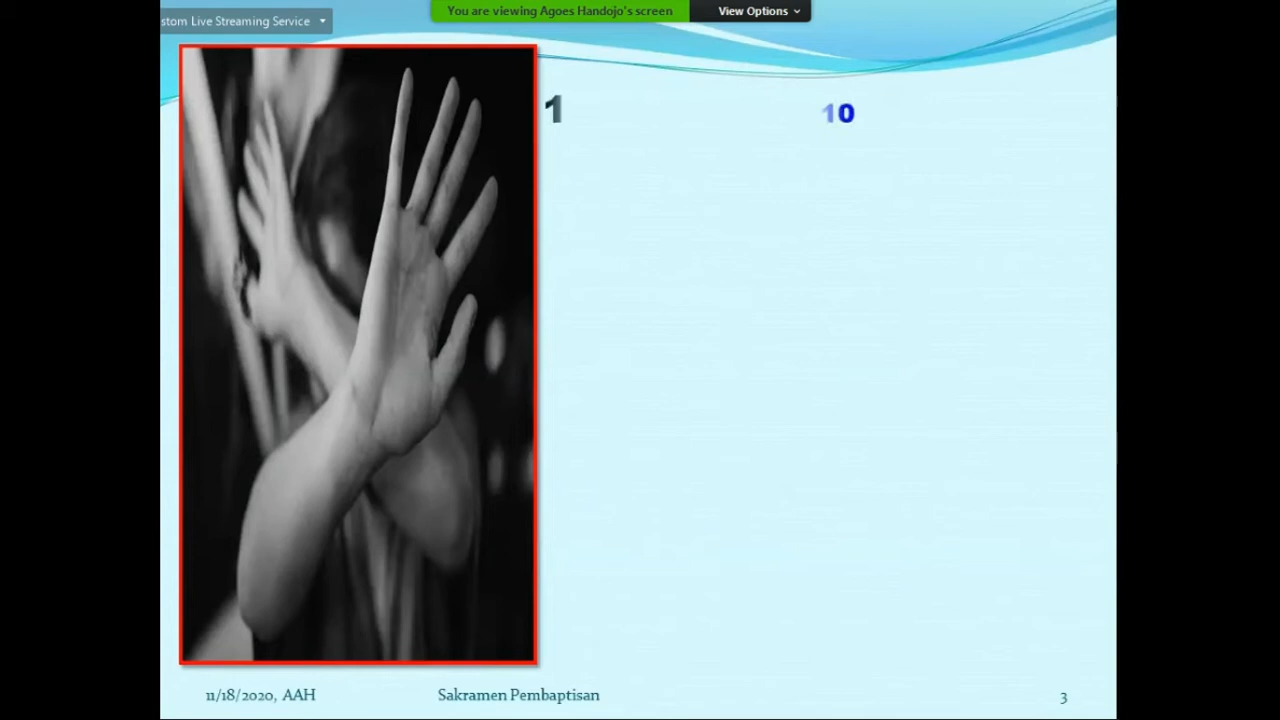 stom Live Streaming Service
You are viewing Agoes Handojo's screen
View Options
1
10
11/18/2020, AAH
Sakramen Pembaptisan
3